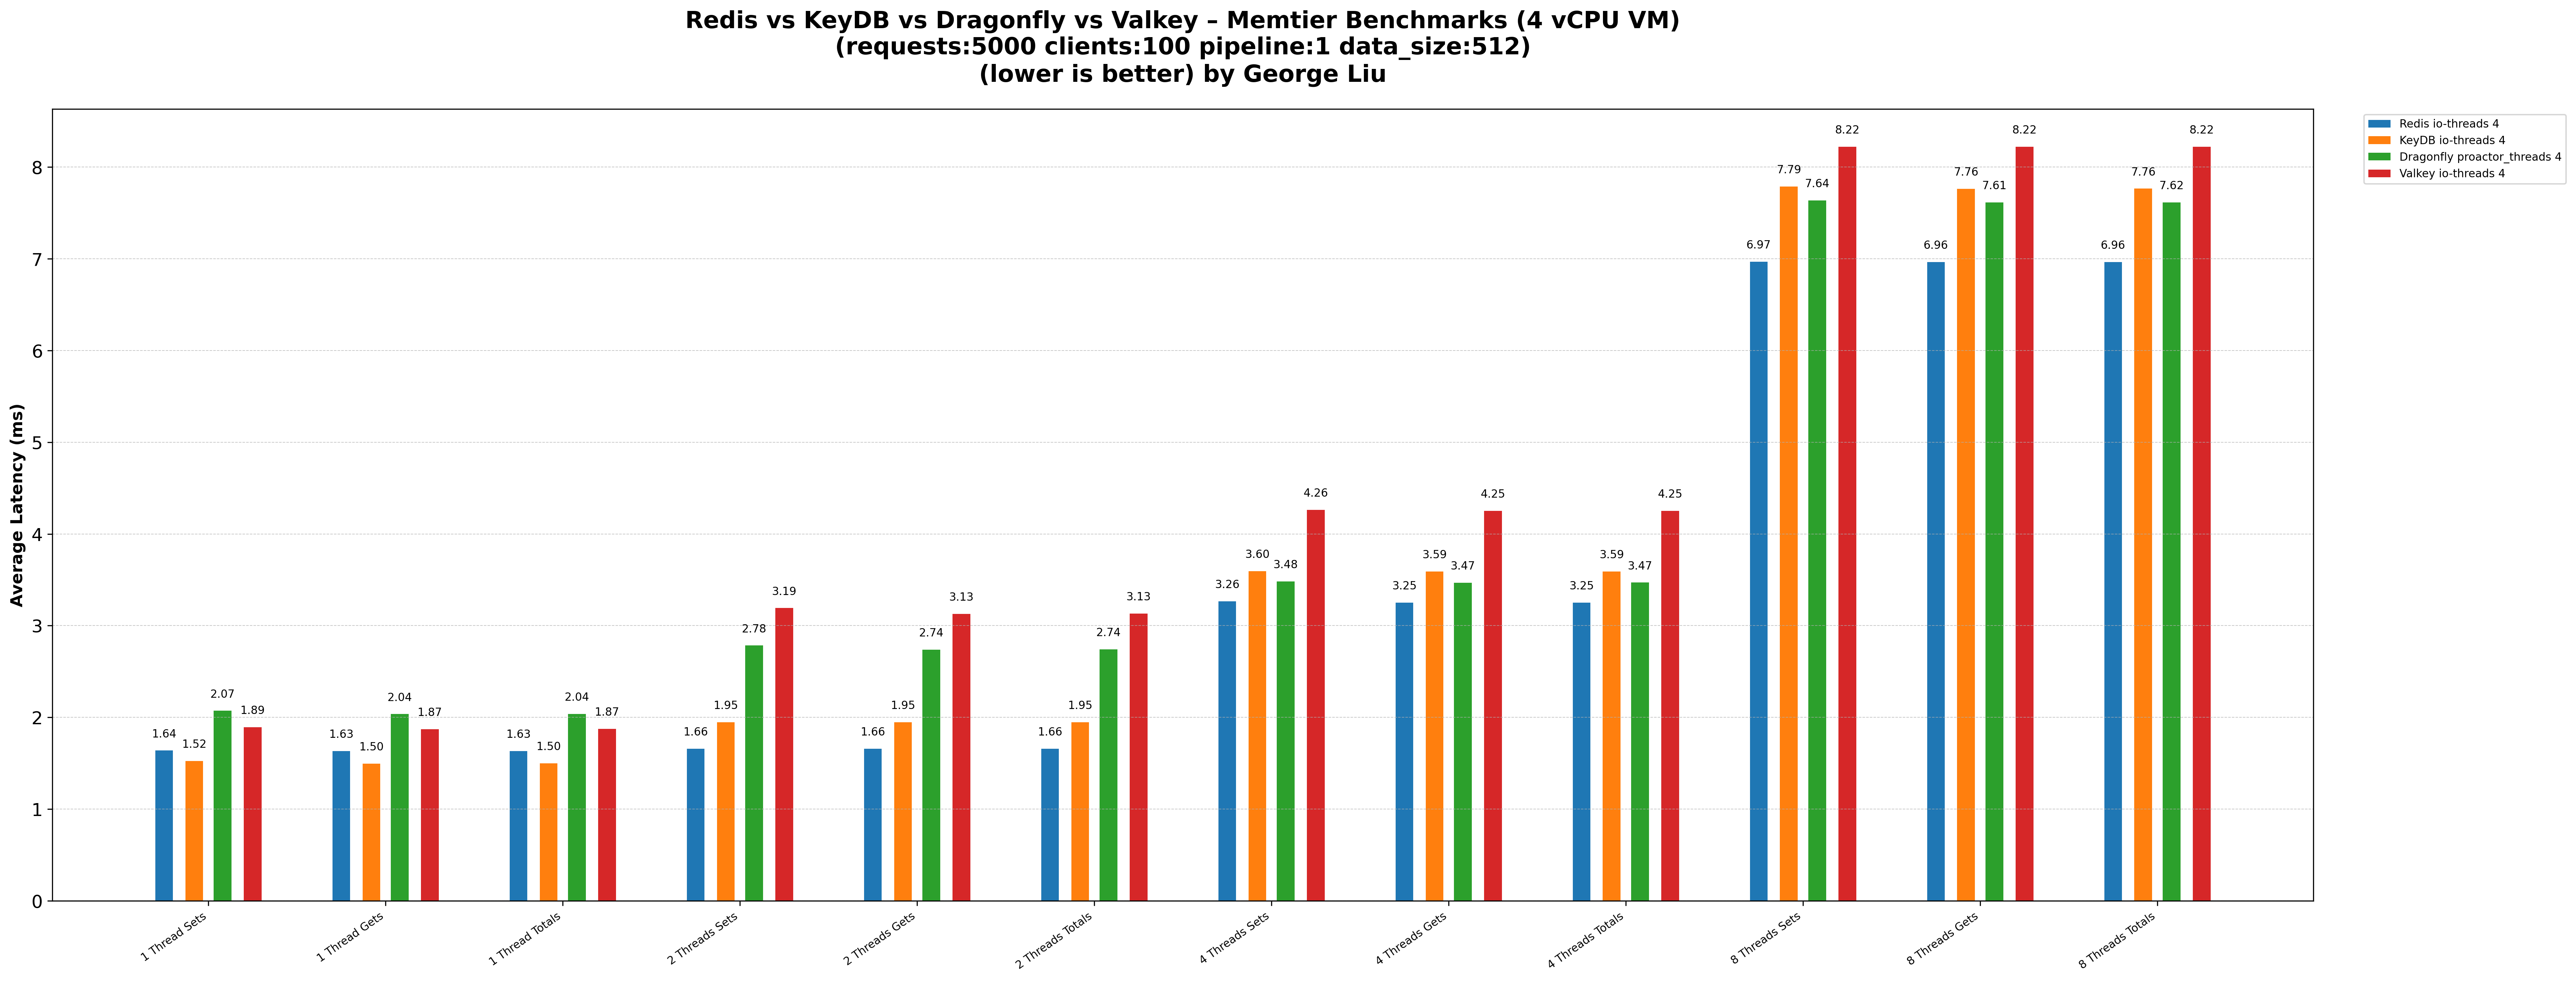 Redis vs KeyDB vs Dragonfly vs Valkey – Memtier Benchmarks (4 vCPU VM)
(requests:5000 clients:100 pipeline:1 data_size:512)
(lower is better) by George Liu
Redis io-threads 4
KeyDB io-threads 4
Dragonfly proactor_threads 4
Valkey io-threads 4
Average Latency (ms)
8
7
6
5
4
3
2
1
0
1.64 1.52 2.07 1.89
1.63 1.50 2.04 1.87
1.63 1.50 2.04 1.87
1.66 1.95 2.78 3.19
1.66 1.95 2.74 3.13
1.66 1.95 2.74 3.13
3.26 3.60 3.48 4.26
3.25 3.59 3.47 4.25
3.25 3.59 3.47 4.25
6.97 7.79 7.64 8.22
6.96 7.76 7.61 8.22
6.96 7.76 7.62 8.22
1 Thread Sets
1 Thread Gets
1 Thread Totals
2 Threads Sets
2 Threads Gets
2 Threads Totals
4 Threads Sets
4 Threads Gets
4 Threads Totals
8 Threads Sets
8 Threads Gets
8 Threads Totals